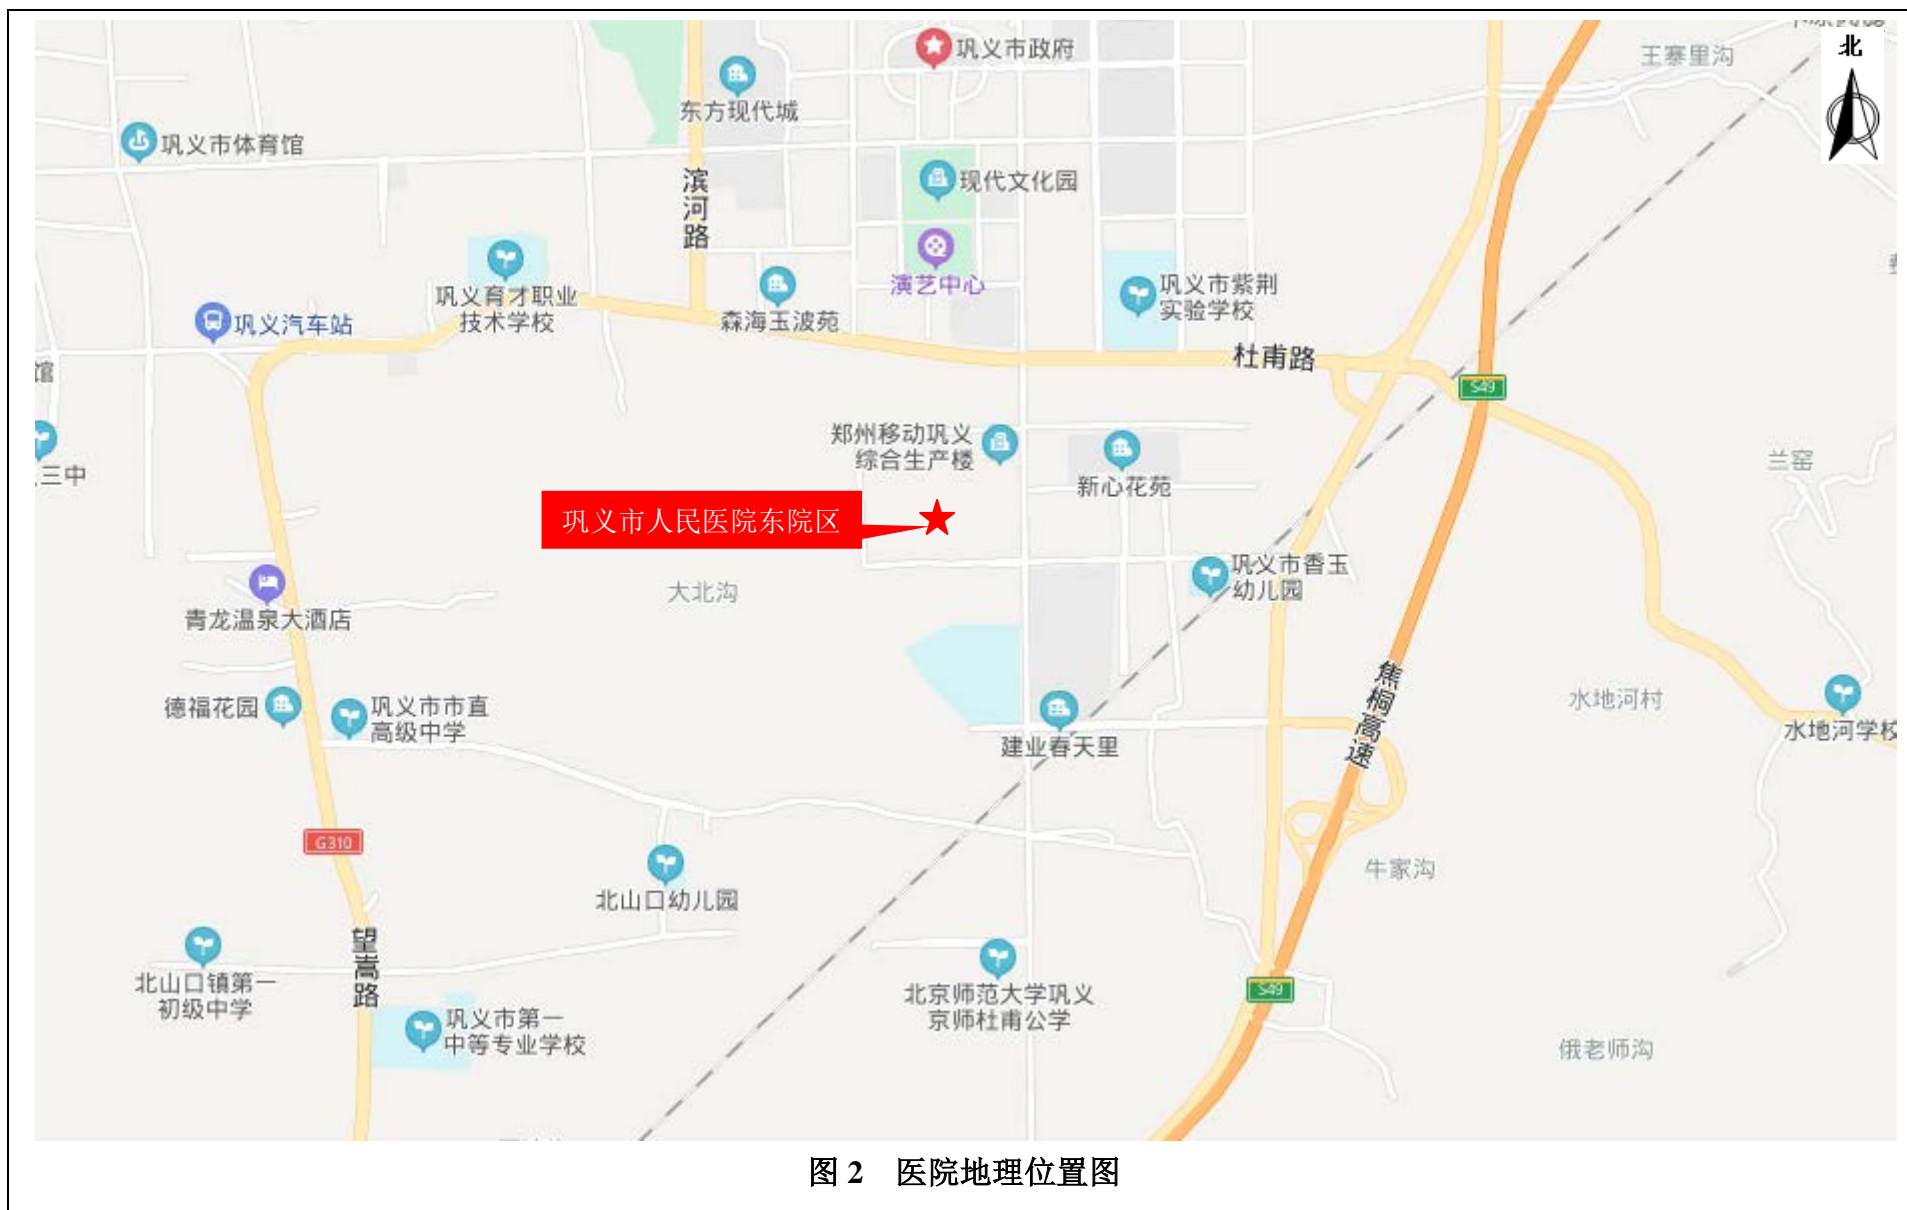 北
王寨里沟
巩义市政府
东方现代城
巩义市体育馆
现代文化园
滨河路
演艺中心
巩义市紫荆
实验学校
巩义育才职业
技术学校
森海玉波苑
巩义汽车站
杜甫路
馆
S49
郑州移动巩义
综合生产楼
新心花苑
兰窑
三中
巩义市人民医院东院区
巩义市香玉
幼儿园
大北沟
青龙温泉大酒店
焦桐高速
水地河村
德福花园
巩义市市直
高级中学
建业春天里
水地河学校
G310
牛家沟
北山口幼儿园
望嵩路
北山口镇第一
初级中学
北京师范大学巩义
京师杜甫公学
S49
巩义市第一
中等专业学校
俄老师沟
图 2 医院地理位置图